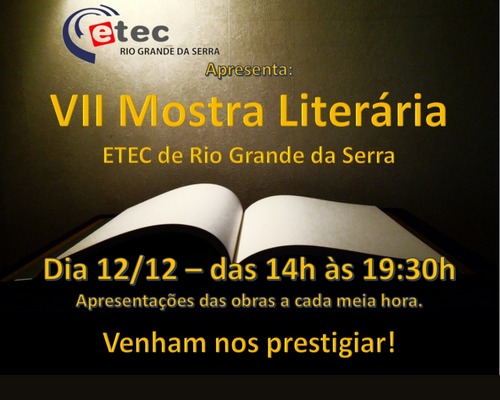 etec
RIO GRANDE DA SERRA
Apresenta:
VII Mostra Literária
ETEC de Rio Grande da Serra
Dia 12/12 – das 14h às 19:30h
Apresentações das obras a cada meia hora.
Venham nos prestigiar!